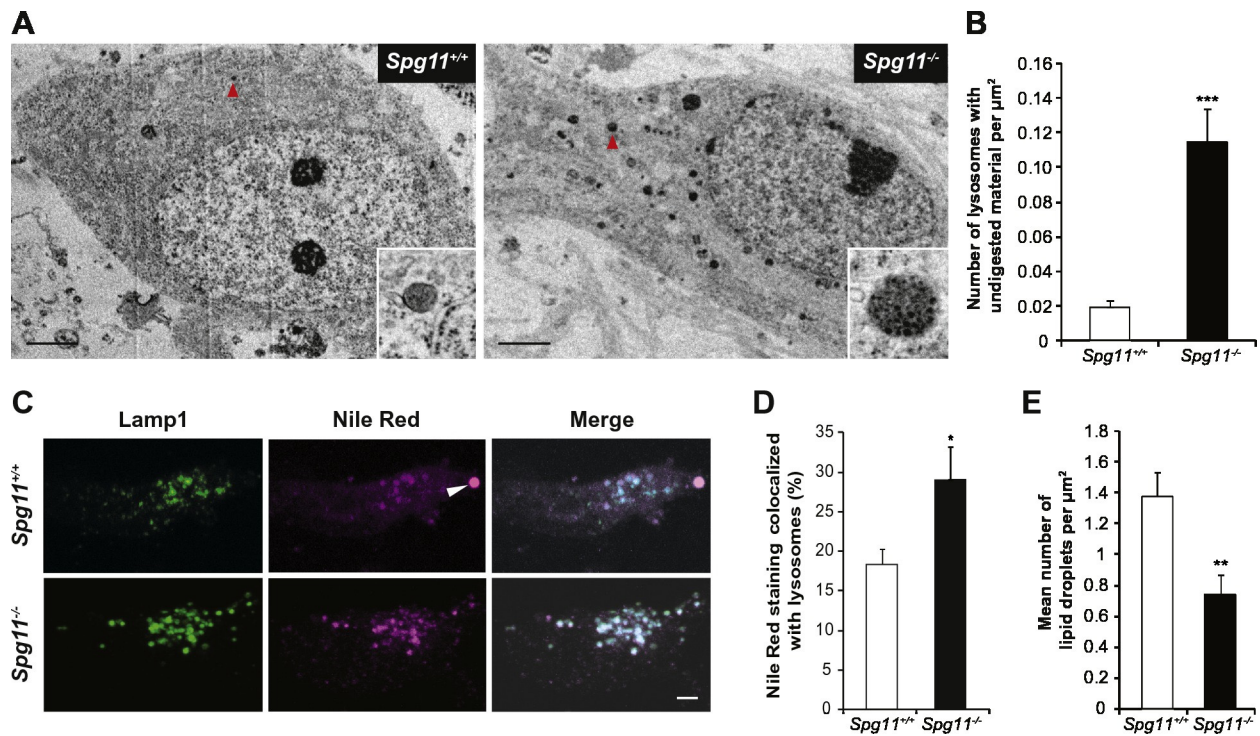 A
Spg11+/+
Spg11-/-
B
Number of lysosomes with
undigested material per µm²
0.16
0.14
0.12
0.10
0.08
0.06
0.04
0.02
0
***
Spg11+/+
Spg11-/-
C
Lamp1
Nile Red
Merge
Spg11+/+
Spg11-/-
D
Nile Red staining colocalized
with lysosomes (%)
35
30
25
20
15
10
5
0
*
Spg11+/+
Spg11-/-
E
Mean number of
lipid droplets per µm²
1.8
1.6
1.4
1.2
1
0.8
0.6
0.4
0.2
0
**
Spg11+/+
Spg11-/-